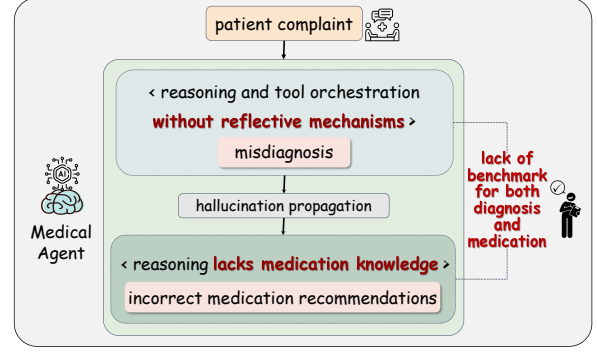 patient complaint
< reasoning and tool orchestration
without reflective mechanisms >
misdiagnosis
hallucination propagation
< reasoning lacks medication knowledge >
incorrect medication recommendations
AI
Medical
Agent
lack of
benchmark
for both
diagnosis
and
medication